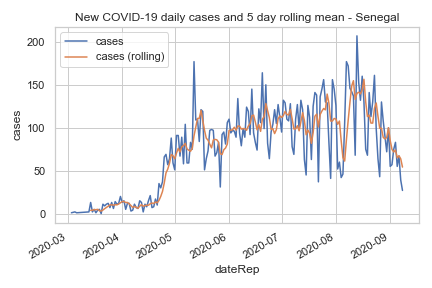 New COVID-19 daily cases and 5 day rolling mean - Senegal
cases
cases (rolling)
200
150
100
50
0
cases
2020-03
2020-04
2020-05
2020-06
2020-07
2020-08
2020-09
dateRep